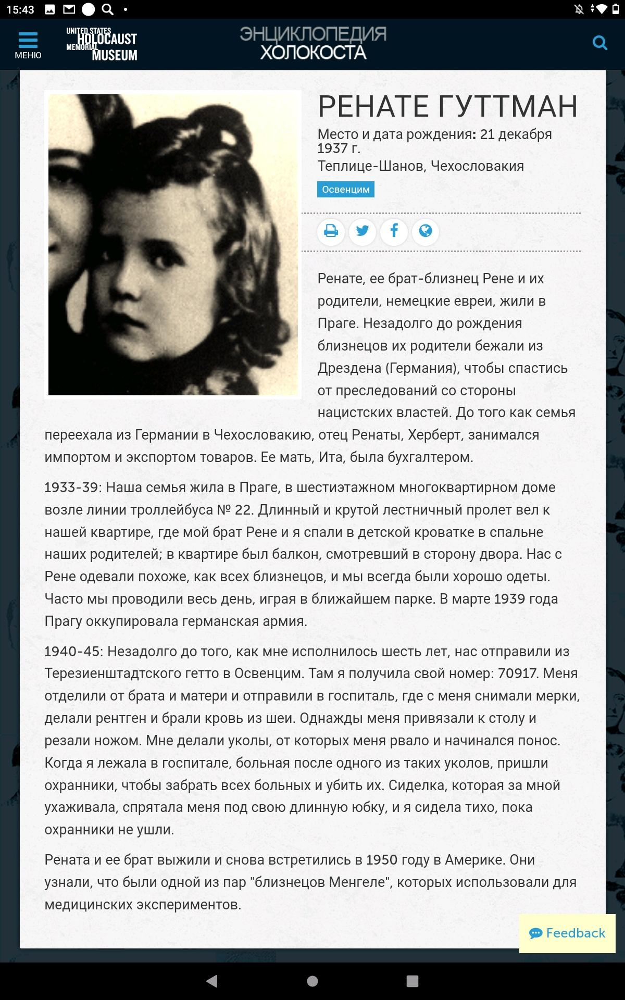 15:43
МЕНЮ
UNITED STATES
HOLOCAUST
MEMORIAL
MUSEUM
ЭНЦИКЛОПЕДИЯ
ХОЛОКОСТА
РЕНАТЕ ГУТТМАН
Место и дата рождения: 21 декабря
1937 г.
Теплице-Шанов, Чехословакия
Освенцим
Ренате, ее брат-близнец Рене и их
родители, немецкие евреи, жили в
Праге. Незадолго до рождения
близнецов их родители бежали из
Дрездена (Германия), чтобы спастись
от преследований со стороны
нацистских властей. До того как семья
переехала из Германии в Чехословакию, отец Ренаты, Херберт, занимался
импортом и экспортом товаров. Ее мать, Ита, была бухгалтером.
1933-39: Наша семья жила в Праге, в шестиэтажном многоквартирном доме
возле линии троллейбуса № 22. Длинный и крутой лестничный пролет вел к
нашей квартире, где мой брат Рене и я спали в детской кроватке в спальне
наших родителей; в квартире был балкон, смотревший в сторону двора. Нас с
Рене одевали похоже, как всех близнецов, и мы всегда были хорошо одеты.
Часто мы проводили весь день, играя в ближайшем парке. В марте 1939 года
Прагу оккупировала германская армия.
1940-45: Незадолго до того, как мне исполнилось шесть лет, нас отправили из
Терезиенштадтского гетто в Освенцим. Там я получила свой номер: 70917. Меня
отделили от брата и матери и отправили в госпиталь, где с меня снимали мерки,
делали рентген и брали кровь из шеи. Однажды меня привязали к столу и
резали ножом. Мне делали уколы, от которых меня рвало и начинался понос.
Когда я лежала в госпитале, больная после одного из таких уколов, пришли
охранники, чтобы забрать всех больных и убить их. Сиделка, которая за мной
ухаживала, спрятала меня под свою длинную юбку, и я сидела тихо, пока
охранники не ушли.
Рената и ее брат выжили и снова встретились в 1950 году в Америке. Они
узнали, что были одной из пар "близнецов Менгеле", которых использовали для
медицинских экспериментов.
Feedback